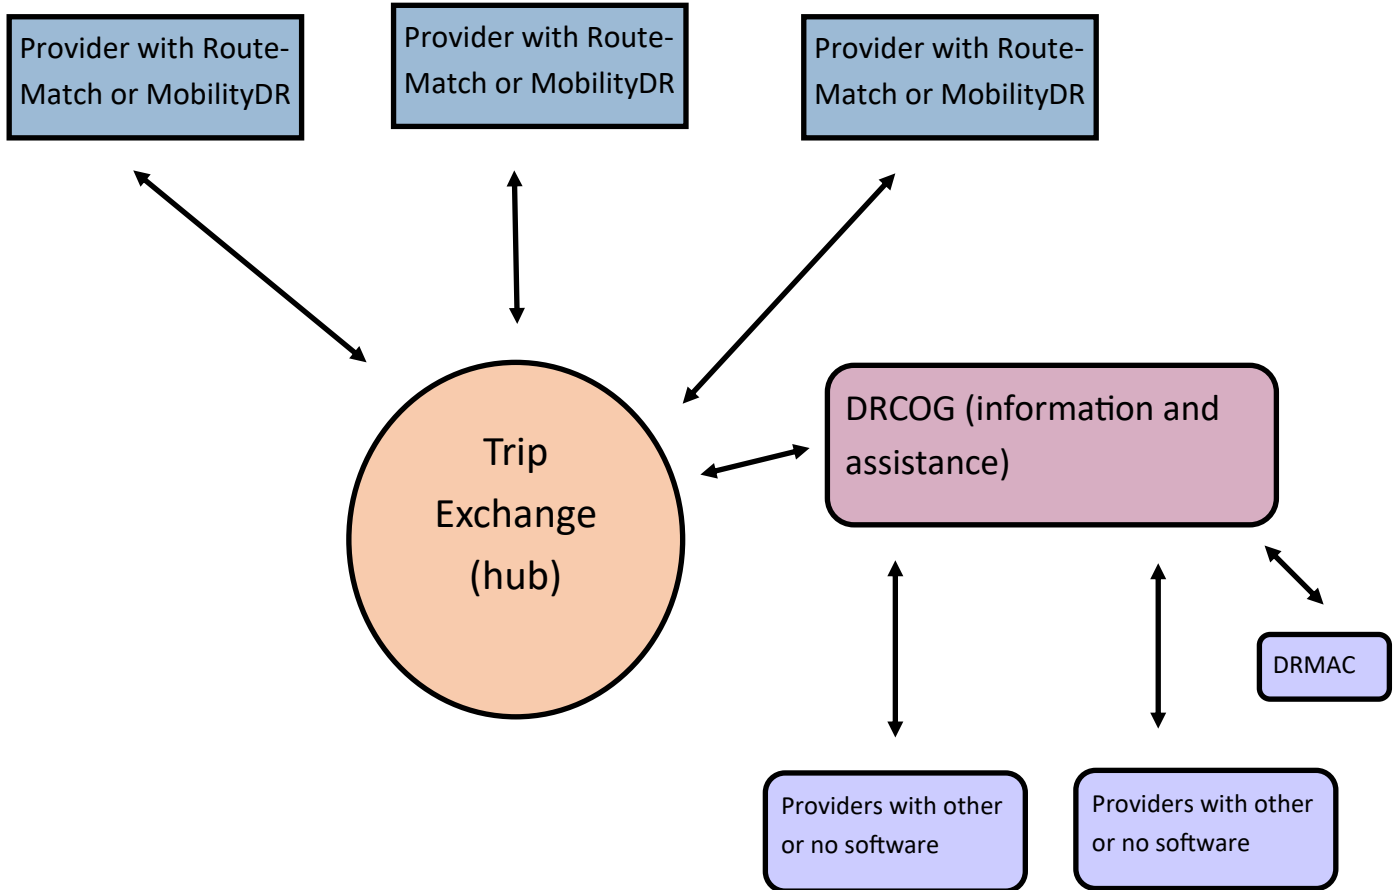 Provider with Route-
Match or MobilityDR
Provider with Route-
Match or MobilityDR
Provider with Route-
Match or MobilityDR
Trip
Exchange
(hub)
DRCOG (information and
assistance)
DRMAC
Providers with other
or no software
Providers with other
or no software